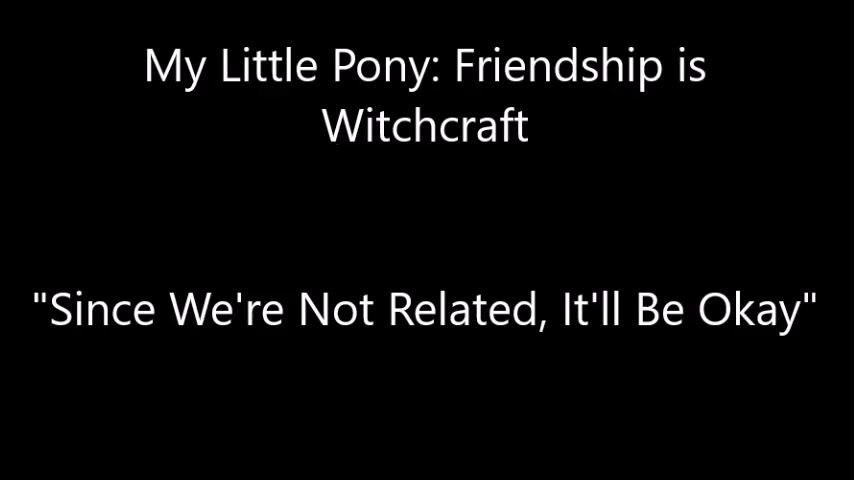 My Little Pony: Friendship is
Witchcraft
"Since We're Not Related, It'll Be Okay"